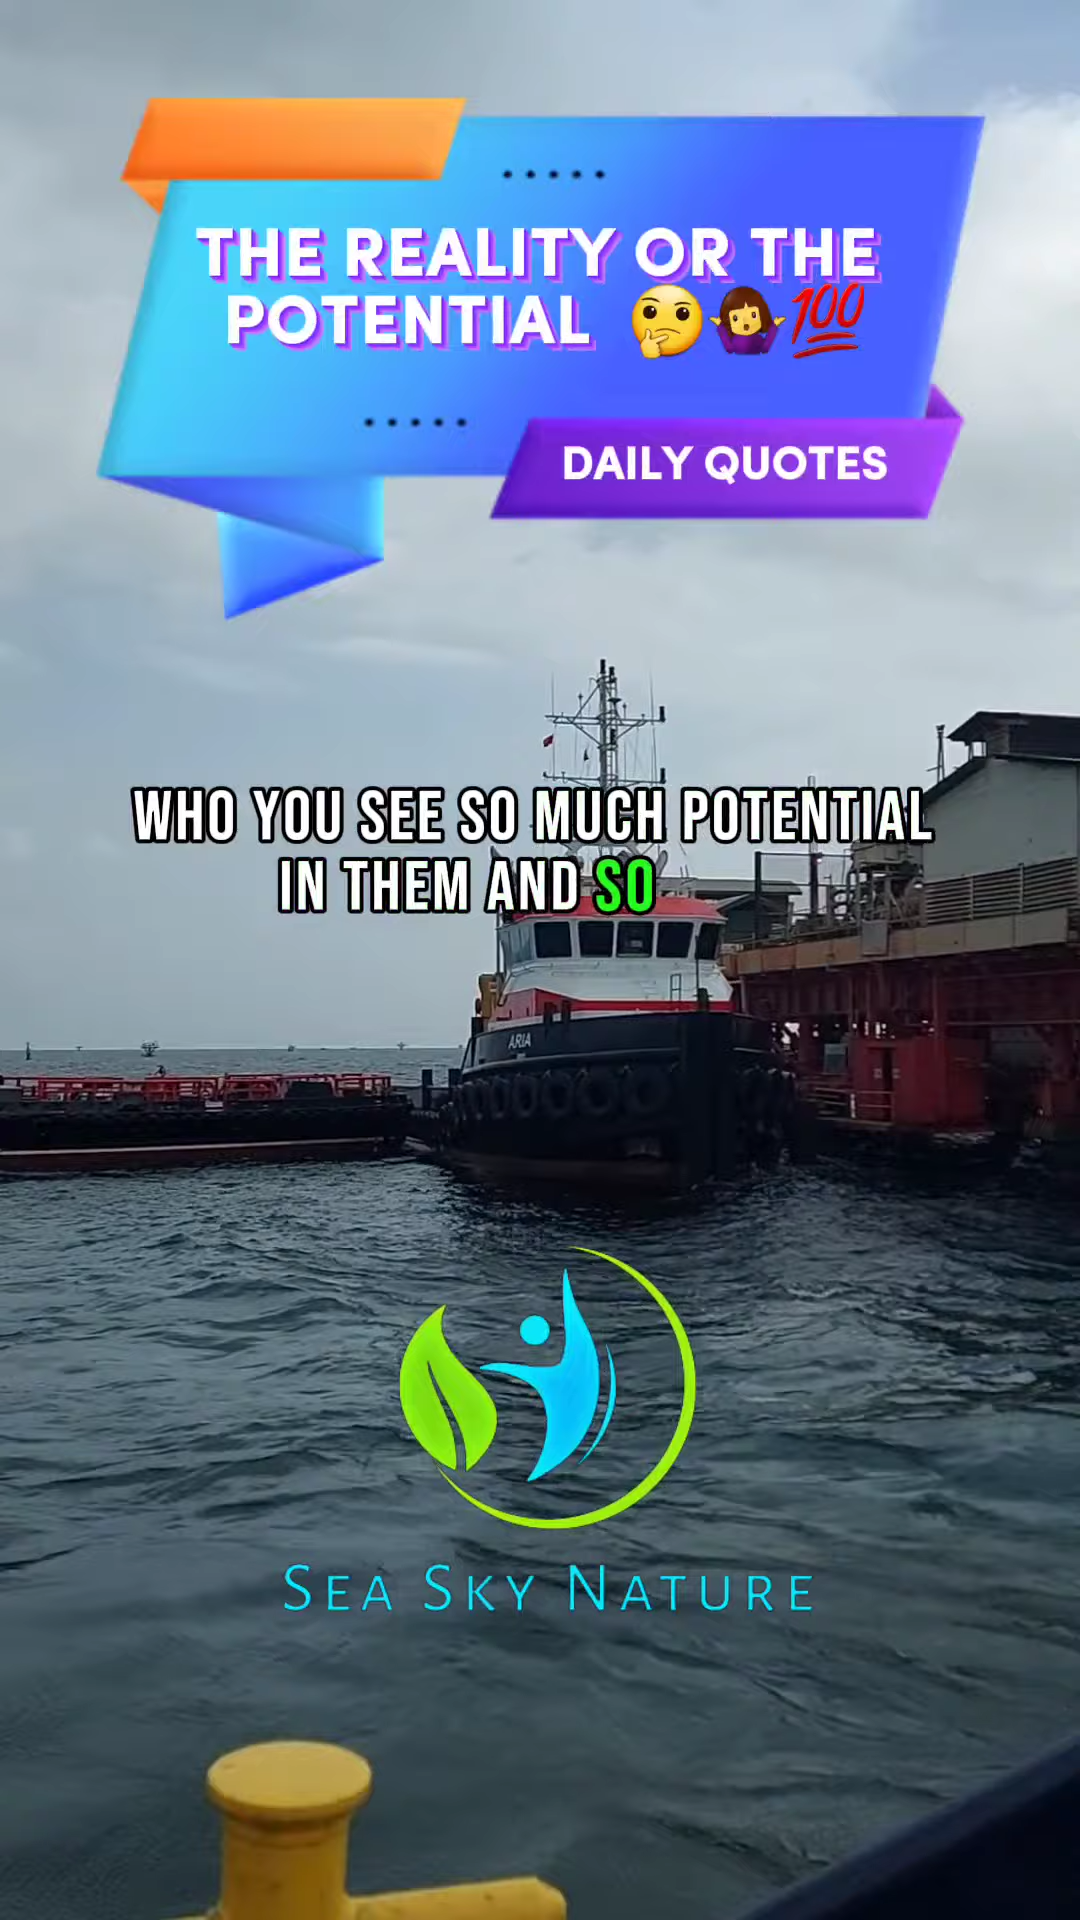 THE REALITY OR THE
POTENTIAL 🤔🤷‍♀️💯
DAILY QUOTES
WHO YOU SEE SO MUCH POTENTIAL
IN THEM AND SO
ARIA
SEA SKY NATURE